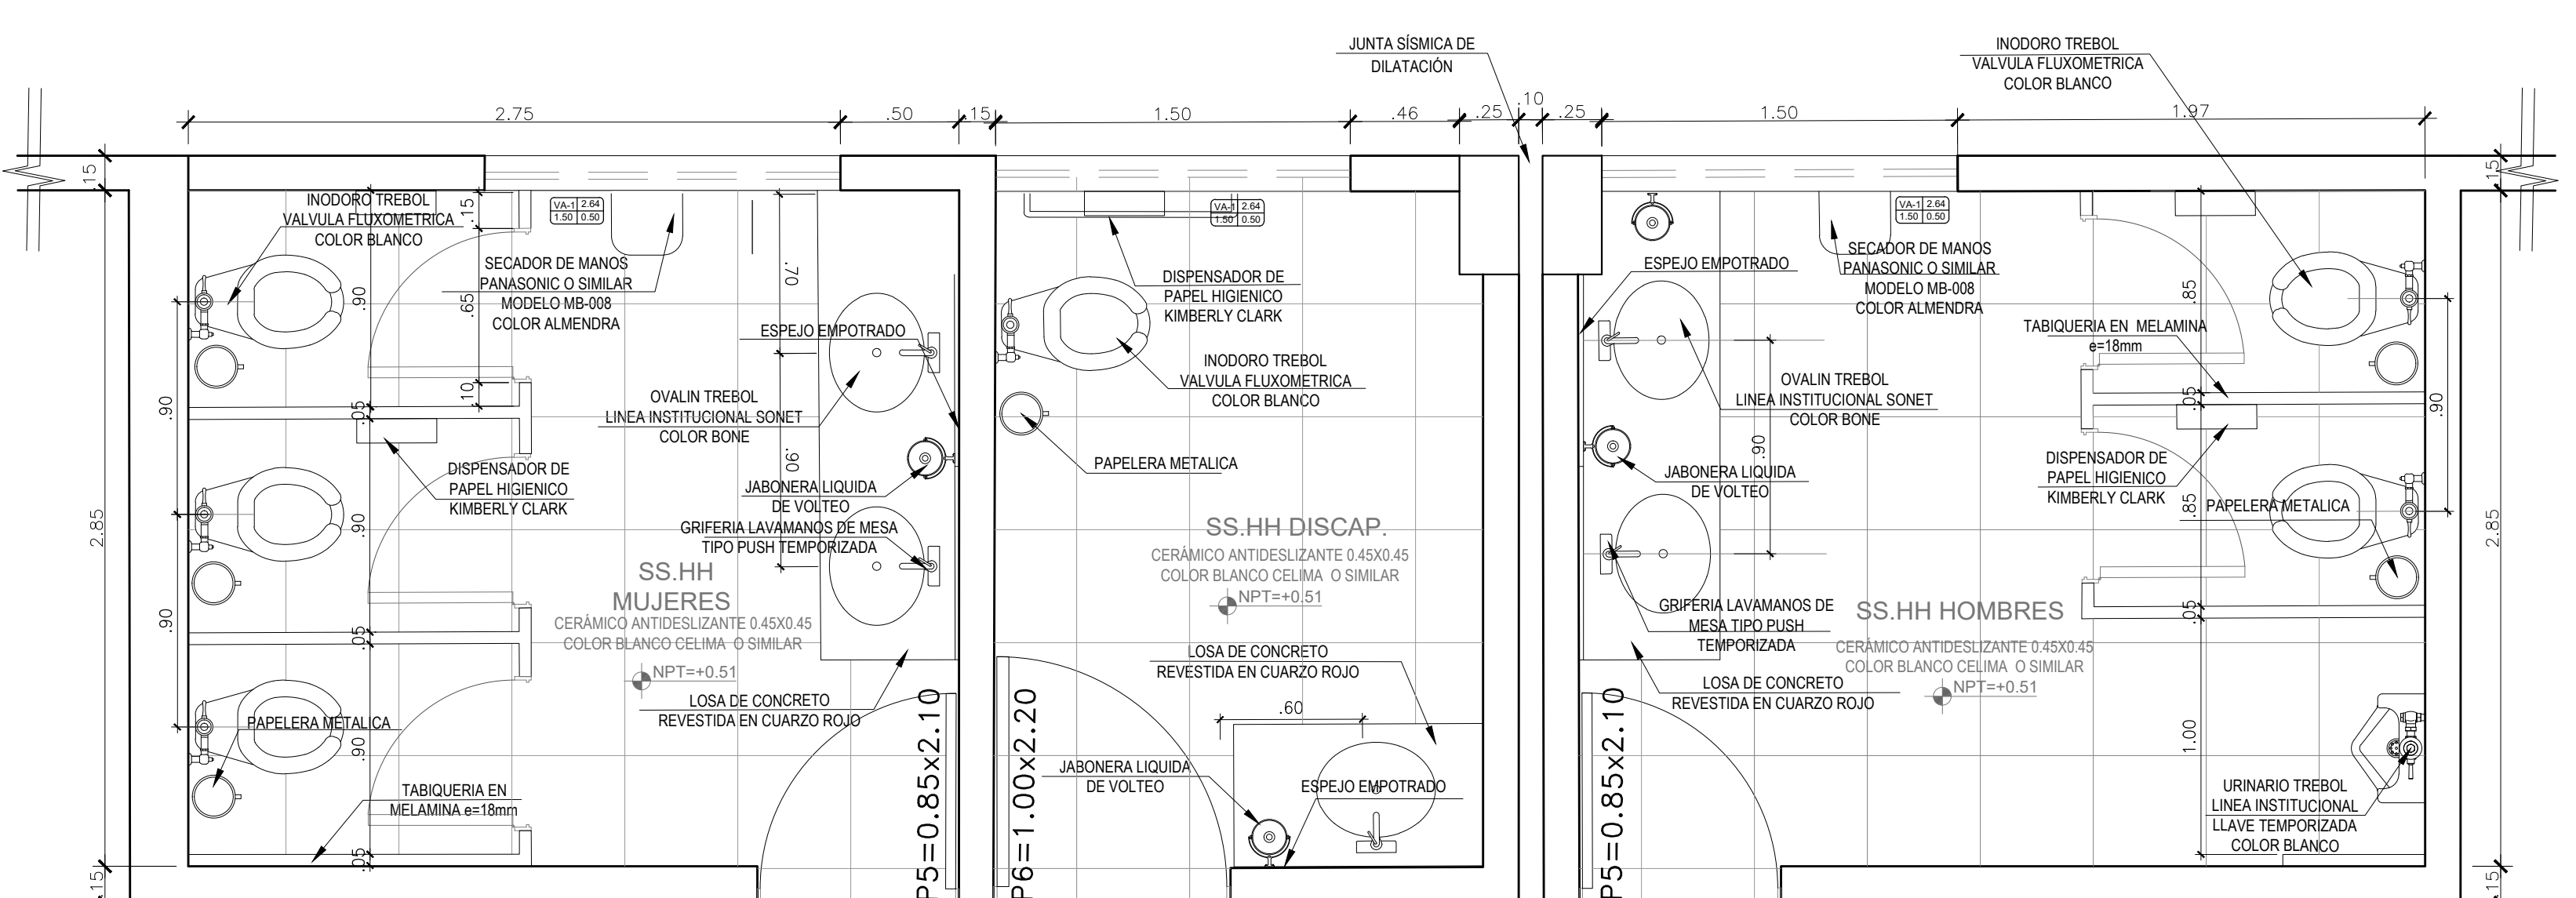 JUNTA SÍSMICA DE
DILATACIÓN
INODORO TREBOL
VALVULA FLUXOMETRICA
COLOR BLANCO
2.75
.50
.15
1.50
.46
.25
.10
.25
1.50
1.97
.15
.15
INODORO TREBOL
VALVULA FLUXOMETRICA
COLOR BLANCO
.15
VA-1 2.64
1.50 0.50
SECADOR DE MANOS
PANASONIC O SIMILAR
MODELO MB-008
COLOR ALMENDRA
.90
.65
.10
.70
ESPEJO EMPOTRADO
OVALIN TREBOL
LINEA INSTITUCIONAL SONET
COLOR BONE
.90
.05
DISPENSADOR DE
PAPEL HIGIENICO
KIMBERLY CLARK
.90
JABONERA LIQUIDA
DE VOLTEO
GRIFERIA LAVAMANOS DE MESA
TIPO PUSH TEMPORIZADA
2.85
.90
SS.HH
MUJERES
CERÁMICO ANTIDESLIZANTE 0.45X0.45
COLOR BLANCO CELIMA O SIMILAR
NPT=+0.51
.90
.05
LOSA DE CONCRETO
REVESTIDA EN CUARZO ROJO
PAPELERA METALICA
.90
TABIQUERIA EN
MELAMINA e=18mm
.05
.15
P5=0.85x2.10
VA-1 2.64
1.50 0.50
DISPENSADOR DE
PAPEL HIGIENICO
KIMBERLY CLARK
INODORO TREBOL
VALVULA FLUXOMETRICA
COLOR BLANCO
PAPELERA METALICA
SS.HH DISCAP.
CERÁMICO ANTIDESLIZANTE 0.45X0.45
COLOR BLANCO CELIMA O SIMILAR
NPT=+0.51
LOSA DE CONCRETO
REVESTIDA EN CUARZO ROJO
.60
JABONERA LIQUIDA
DE VOLTEO
ESPEJO EMPOTRADO
P6=1.00x2.20
VA-1 2.64
1.50 0.50
ESPEJO EMPOTRADO
SECADOR DE MANOS
PANASONIC O SIMILAR
MODELO MB-008
COLOR ALMENDRA
.85
TABIQUERIA EN MELAMINA
e=18mm
OVALIN TREBOL
LINEA INSTITUCIONAL SONET
COLOR BONE
.05
.90
.90
JABONERA LIQUIDA
DE VOLTEO
DISPENSADOR DE
PAPEL HIGIENICO
KIMBERLY CLARK
.85
PAPELERA METALICA
2.85
GRIFERIA LAVAMANOS DE
MESA TIPO PUSH
TEMPORIZADA
SS.HH HOMBRES
CERÁMICO ANTIDESLIZANTE 0.45X0.45
COLOR BLANCO CELIMA O SIMILAR
NPT=+0.51
.05
LOSA DE CONCRETO
REVESTIDA EN CUARZO ROJO
1.00
URINARIO TREBOL
LINEA INSTITUCIONAL
LLAVE TEMPORIZADA
COLOR BLANCO
P5=0.85x2.10
.15